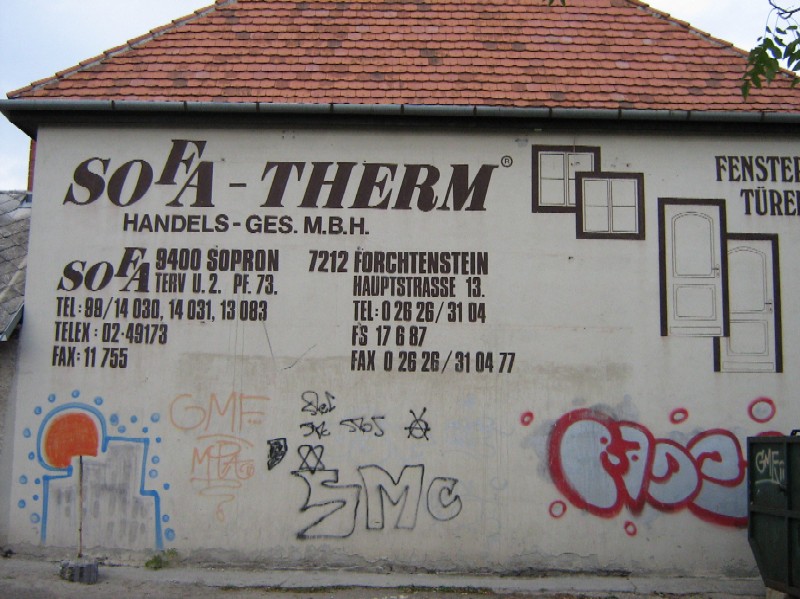 SOFA-THERM®
HANDELS-GES. M.B.H.
FENSTER
TÜREN
SOFA 9400 SOPRON
TERV U. 2. PF. 73.
TEL: 99/14 030, 14 031, 13 083
TELEX: 02-49173
FAX: 11 755
7212 FORCHTENSTEIN
HAUPTSTRASSE 13.
TEL: 0 26 26/31 04
FS 17 6 87
FAX 0 26 26/31 04 77
GMF
SMC
GMF